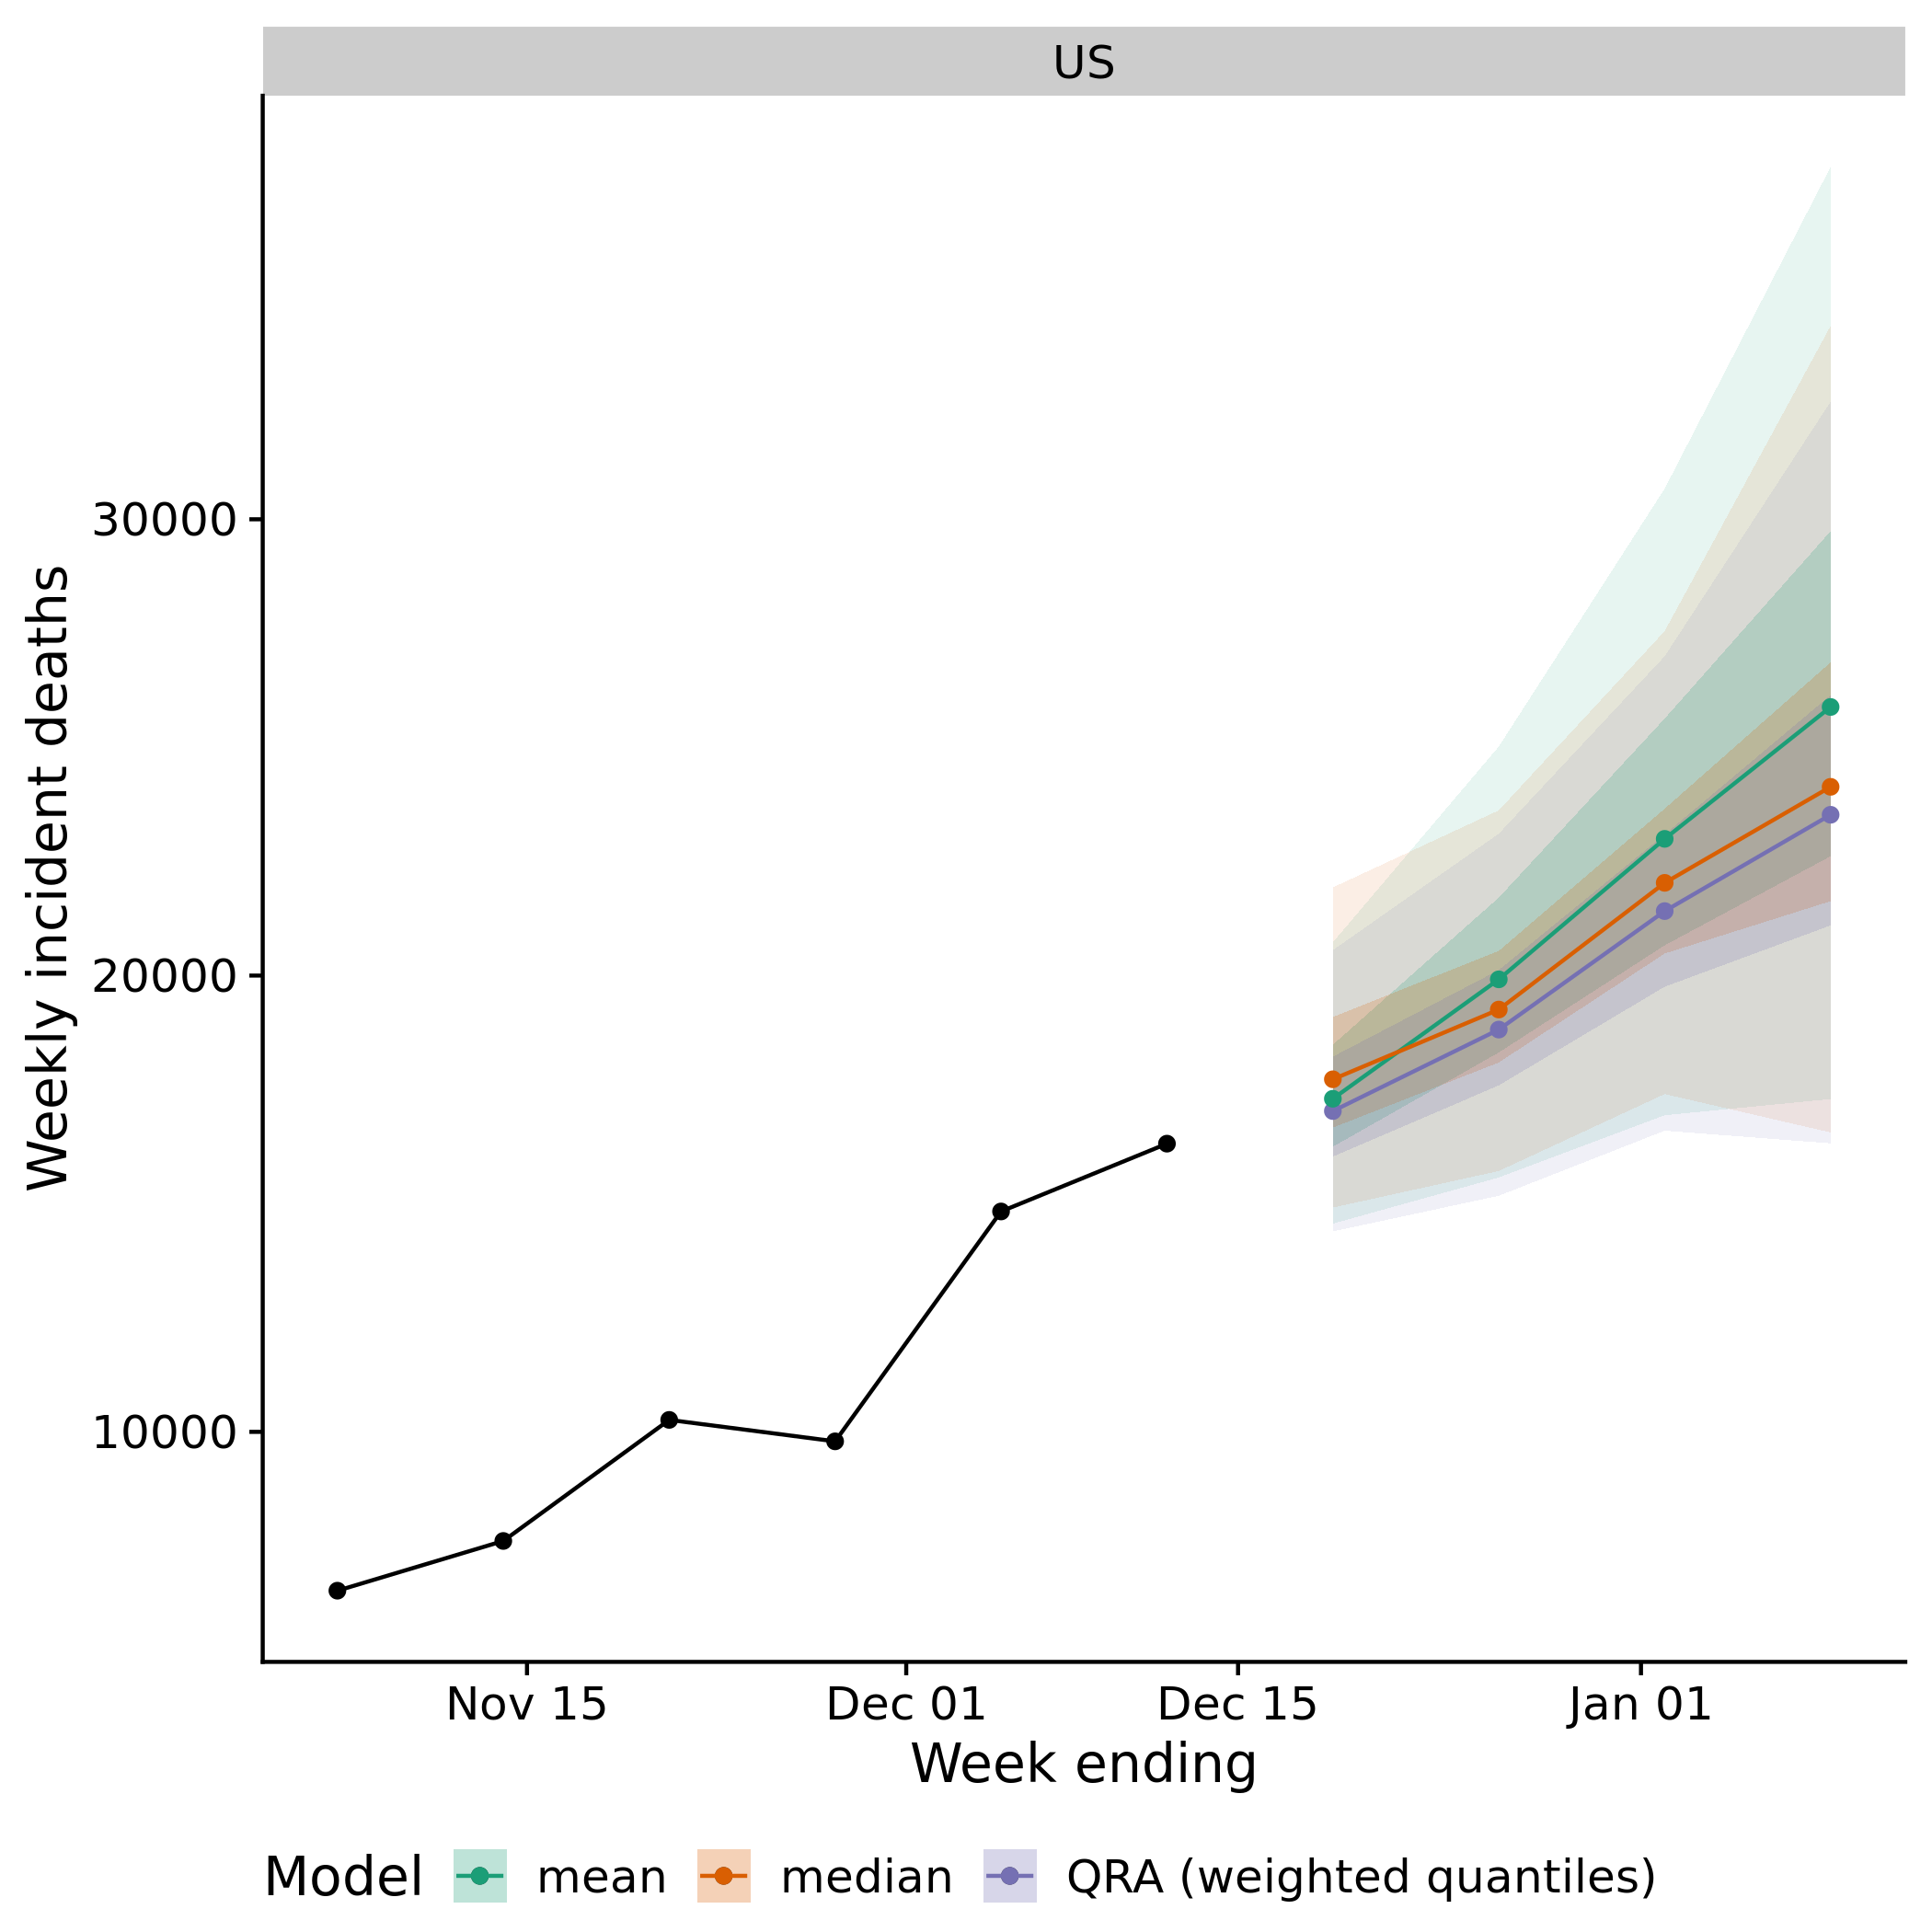 US
Weekly incident deaths
30000
20000
10000
Nov 15 Dec 01 Dec 15 Jan 01
Week ending
Model mean median QRA (weighted quantiles)